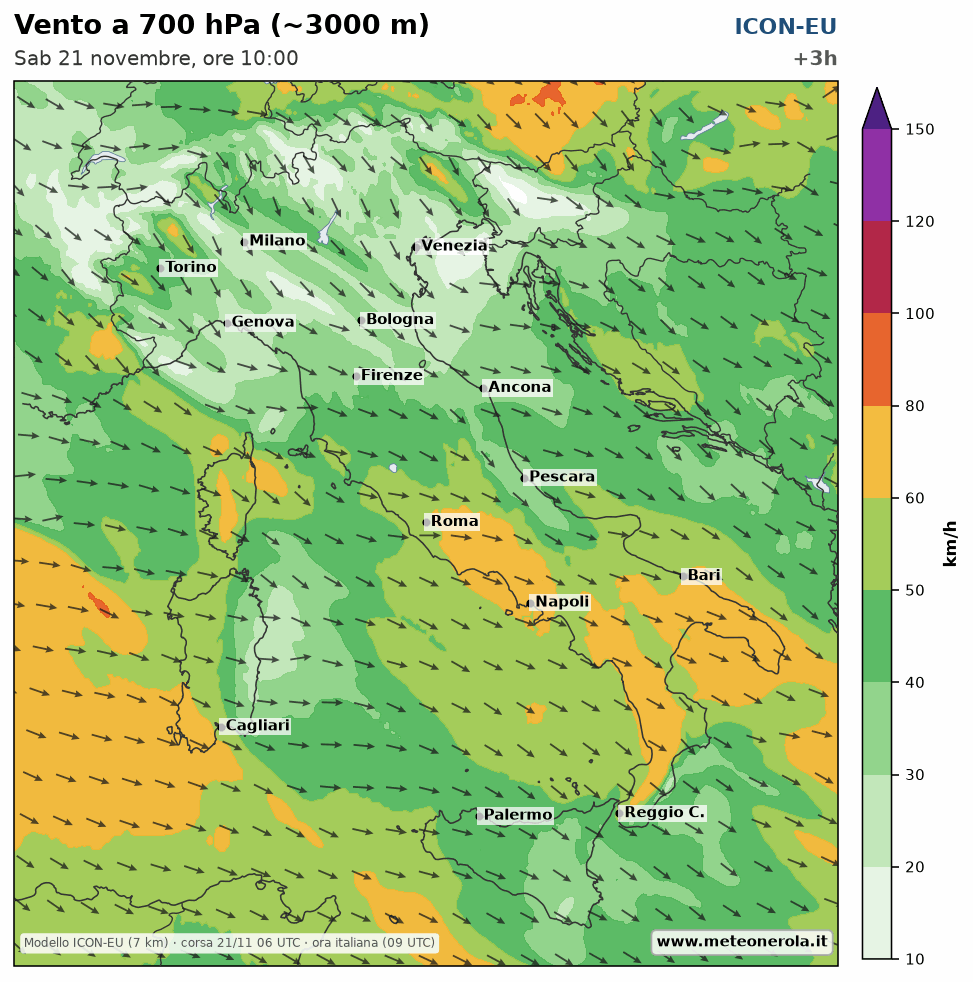 Vento a 700 hPa (~3000 m)
ICON-EU
Sab 21 novembre, ore 10:00
+3h
Milano
Venezia
Torino
Genova
Bologna
Firenze
Ancona
Pescara
Roma
Bari
Napoli
Cagliari
Palermo
Reggio C.
150
120
100
80
60
50
40
30
20
10
km/h
Modello ICON-EU (7 km) · corsa 21/11 06 UTC · ora italiana (09 UTC)
www.meteonerola.it